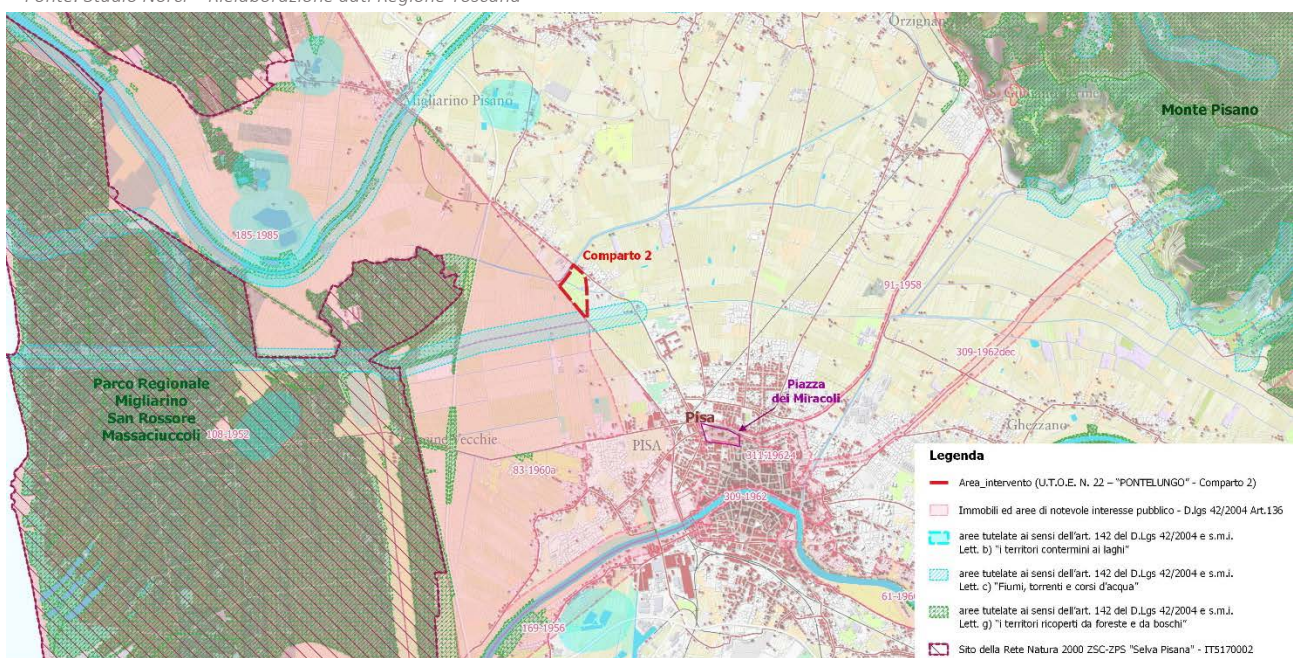 Fonte: Studio Norci – Rielaborazione dati Regione Toscana
Orzignano
Migliarino Pisano
Monte Pisano
185-1985
Comparto 2
91-1958
309-1962dec
Parco Regionale
Migliarino
San Rossore
Massaciuccoli
108-1952
Piazza
dei Miracoli
Pisa
PISA
Ghezzano
83-1960a
309-1962
169-1956
Legenda
Area_intervento (U.T.O.E. N. 22 – "PONTELUNGO" - Comparto 2)
Immobili ed aree di notevole interesse pubblico - D.lgs 42/2004 Art.136
aree tutelate ai sensi dell'art. 142 del D.Lgs 42/2004 e s.m.i.
Lett. b) "i territori contermini ai laghi"
aree tutelate ai sensi dell'art. 142 del D.Lgs 42/2004 e s.m.i.
Lett. c) "Fiumi, torrenti e corsi d'acqua"
aree tutelate ai sensi dell'art. 142 del D.Lgs 42/2004 e s.m.i.
Lett. g) "i territori ricoperti da foreste e da boschi"
Sito della Rete Natura 2000 ZSC-ZPS "Selva Pisana" - IT5170002